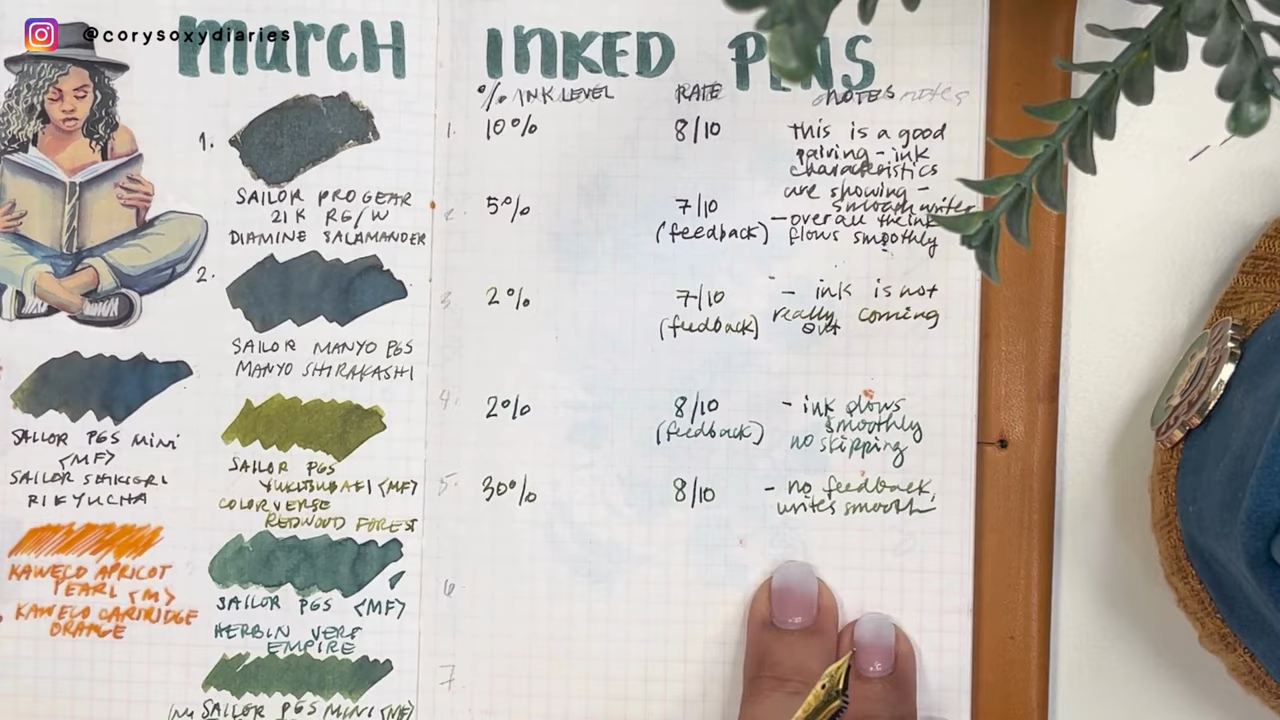 @corysoxydiaries
march INKED PENS
1.
SAILOR PRO GEAR
21K RG/W
DIAMINE SALAMANDER
2.
SAILOR MANYO PGS
MANYO SHIRAKASHI
SAILOR PGS MINI
<MF>
SAILOR SHIKIORI
RIKYUCHA
SAILOR PGS
YUKITSUBAKI <MF>
COLORVERSE
REDWOOD FOREST
KAWECO APRICOT
PEARL <M>
KAWECO CARTRIDGE
ORANGE
SAILOR PGS <MF>
HERBIN VERT
EMPIRE
SAILOR PGS MINI <MF>
% INK LEVEL RATE NOTES notes
1. 10% 8/10
this is a good
pairing - ink
characteristics
are showing -
smooth writer
2. 5% 7/10
(feedback)
- overall the ink
flows smoothly
3 2% 7/10
(feedback)
- ink is not
really coming
out
4. 2% 8/10
(feedback)
- ink flows
smoothly
no skipping
5. 30% 8/10
- no feedback,
writes smooth
6
7